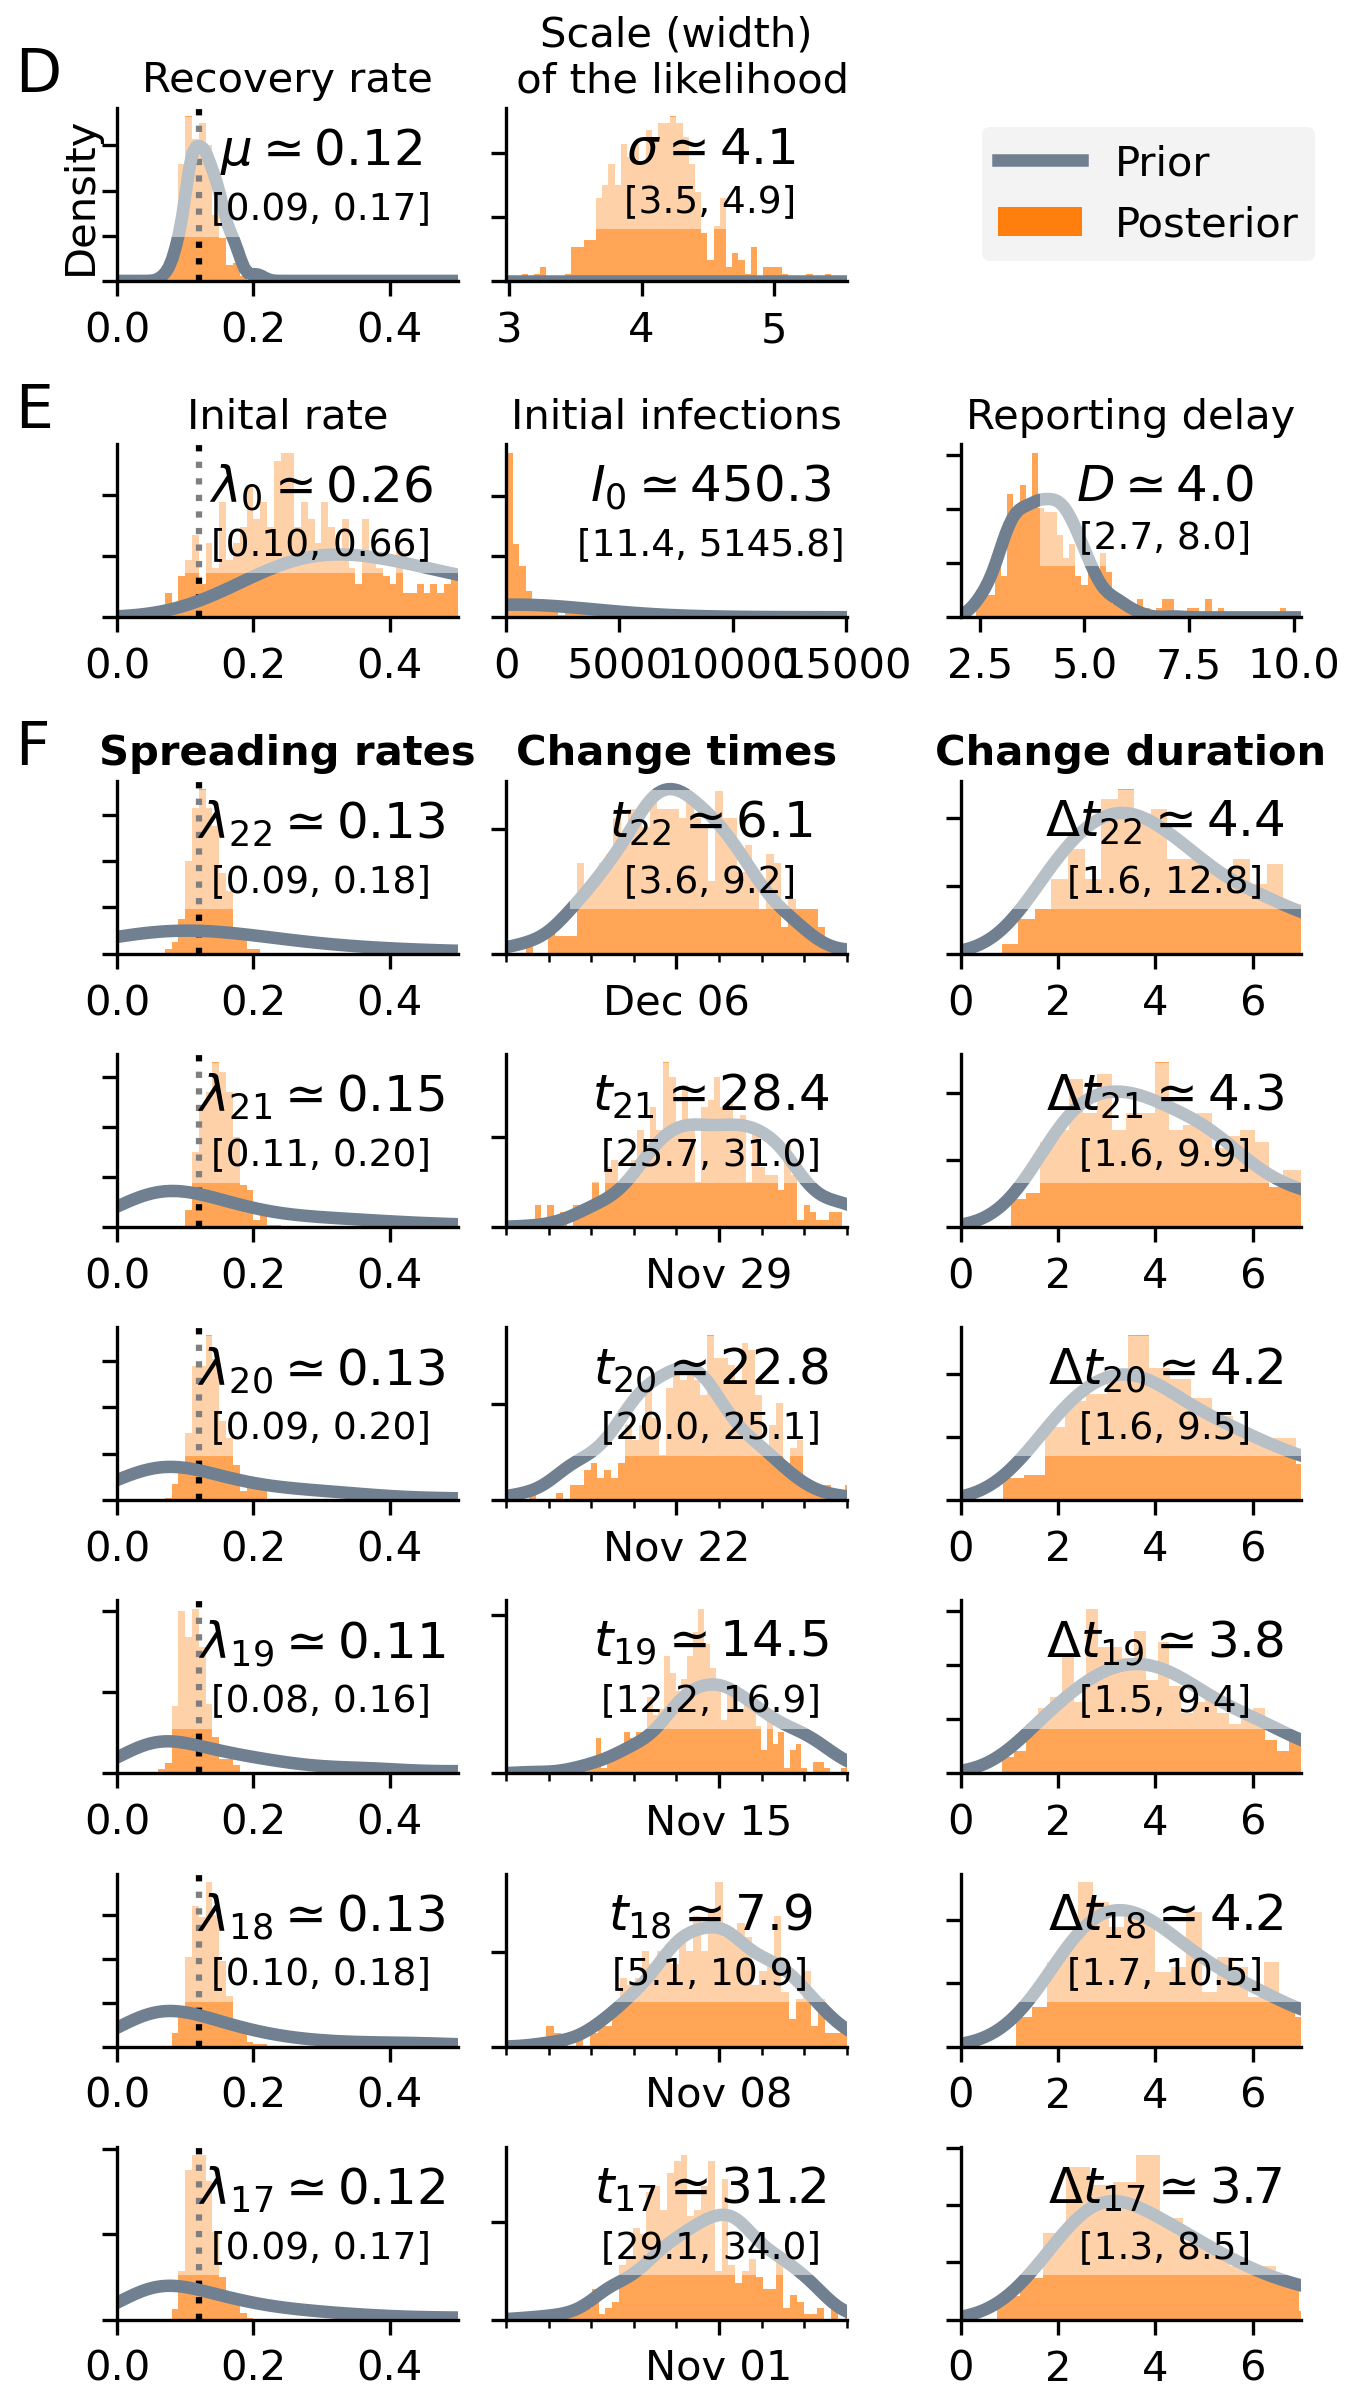 D
Recovery rate
Scale (width)
of the likelihood
Density
μ ≃ 0.12
[0.09, 0.17]
σ ≃ 4.1
[3.5, 4.9]
Prior
Posterior
0.0 0.2 0.4
3 4 5
E
Inital rate
Initial infections
Reporting delay
λ0 ≃ 0.26
[0.10, 0.66]
I0 ≃ 450.3
[11.4, 5145.8]
D ≃ 4.0
[2.7, 8.0]
0.0 0.2 0.4
0 5000 10000 15000
2.5 5.0 7.5 10.0
F
Spreading rates
Change times
Change duration
λ22 ≃ 0.13
[0.09, 0.18]
t22 ≃ 6.1
[3.6, 9.2]
Δt22 ≃ 4.4
[1.6, 12.8]
0.0 0.2 0.4
Dec 06
0 2 4 6
λ21 ≃ 0.15
[0.11, 0.20]
t21 ≃ 28.4
[25.7, 31.0]
Δt21 ≃ 4.3
[1.6, 9.9]
0.0 0.2 0.4
Nov 29
0 2 4 6
λ20 ≃ 0.13
[0.09, 0.20]
t20 ≃ 22.8
[20.0, 25.1]
Δt20 ≃ 4.2
[1.6, 9.5]
0.0 0.2 0.4
Nov 22
0 2 4 6
λ19 ≃ 0.11
[0.08, 0.16]
t19 ≃ 14.5
[12.2, 16.9]
Δt19 ≃ 3.8
[1.5, 9.4]
0.0 0.2 0.4
Nov 15
0 2 4 6
λ18 ≃ 0.13
[0.10, 0.18]
t18 ≃ 7.9
[5.1, 10.9]
Δt18 ≃ 4.2
[1.7, 10.5]
0.0 0.2 0.4
Nov 08
0 2 4 6
λ17 ≃ 0.12
[0.09, 0.17]
t17 ≃ 31.2
[29.1, 34.0]
Δt17 ≃ 3.7
[1.3, 8.5]
0.0 0.2 0.4
Nov 01
0 2 4 6